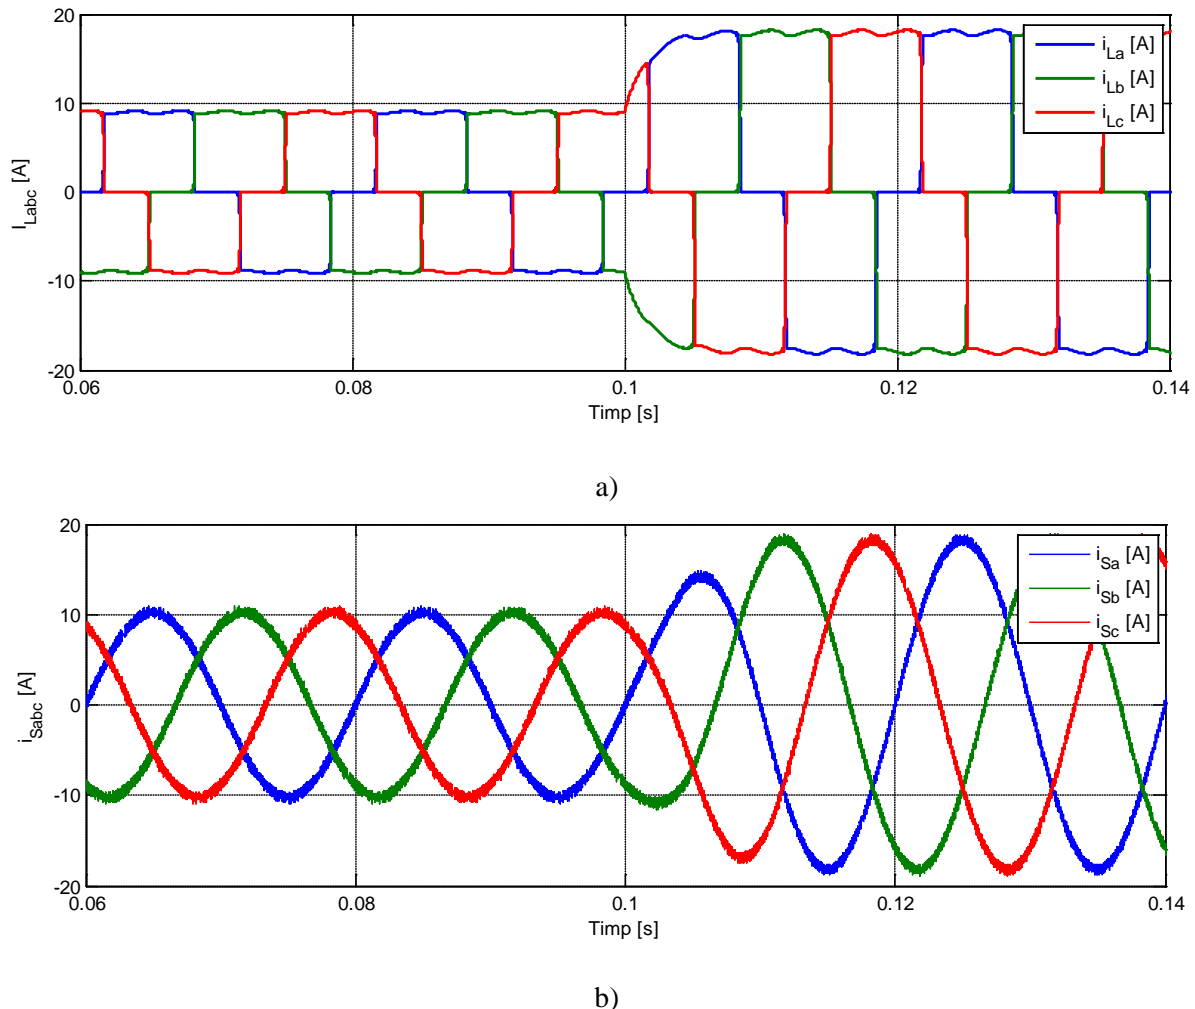 20
10
0
-10
-20
I_Labc [A]
i_La [A]
i_Lb [A]
i_Lc [A]
0.06 0.08 0.1 0.12 0.14
Timp [s]
a)
20
10
0
-10
-20
i_Sabc [A]
i_Sa [A]
i_Sb [A]
i_Sc [A]
0.06 0.08 0.1 0.12 0.14
Timp [s]
b)